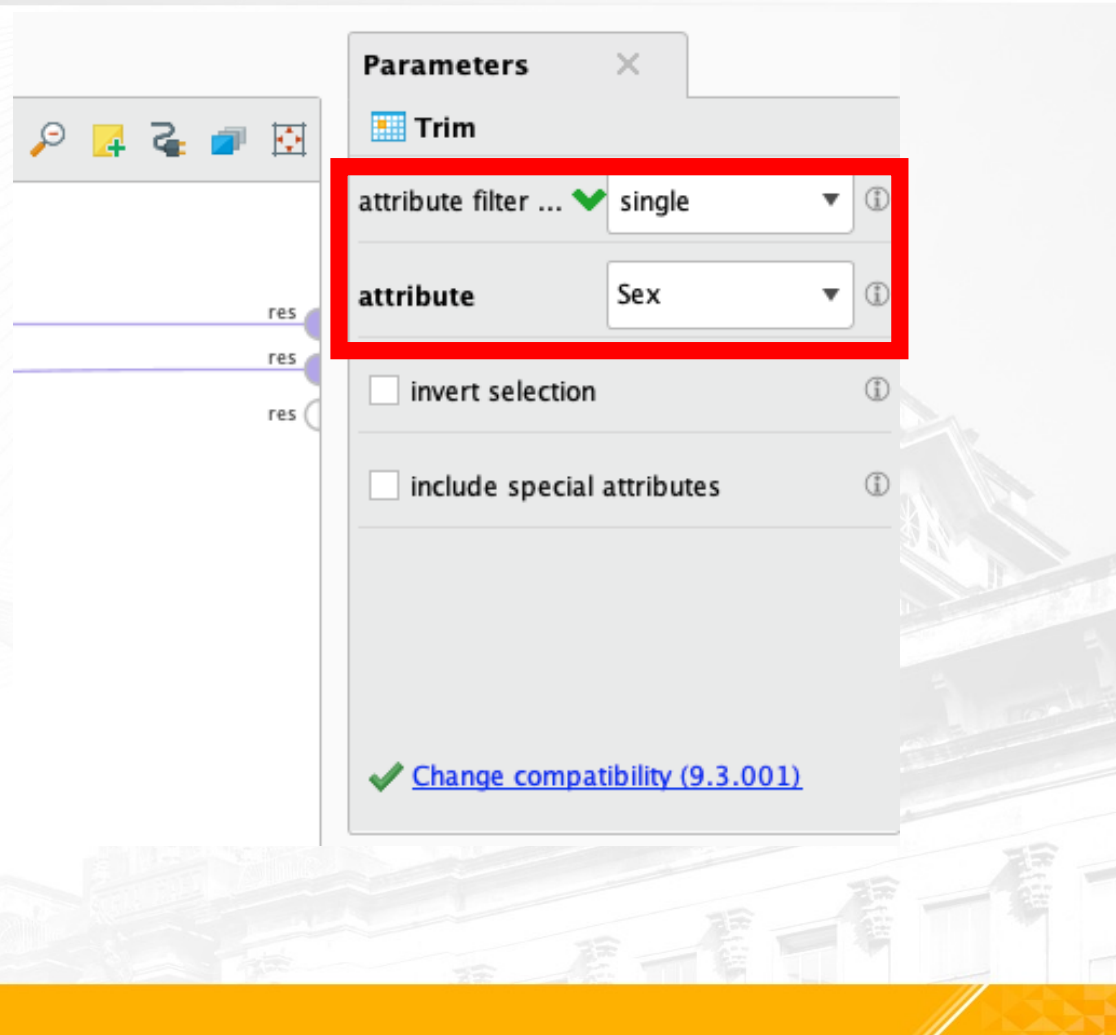 Parameters
Trim
attribute filter ... single
attribute Sex
res
res
res
invert selection
include special attributes
Change compatibility (9.3.001)